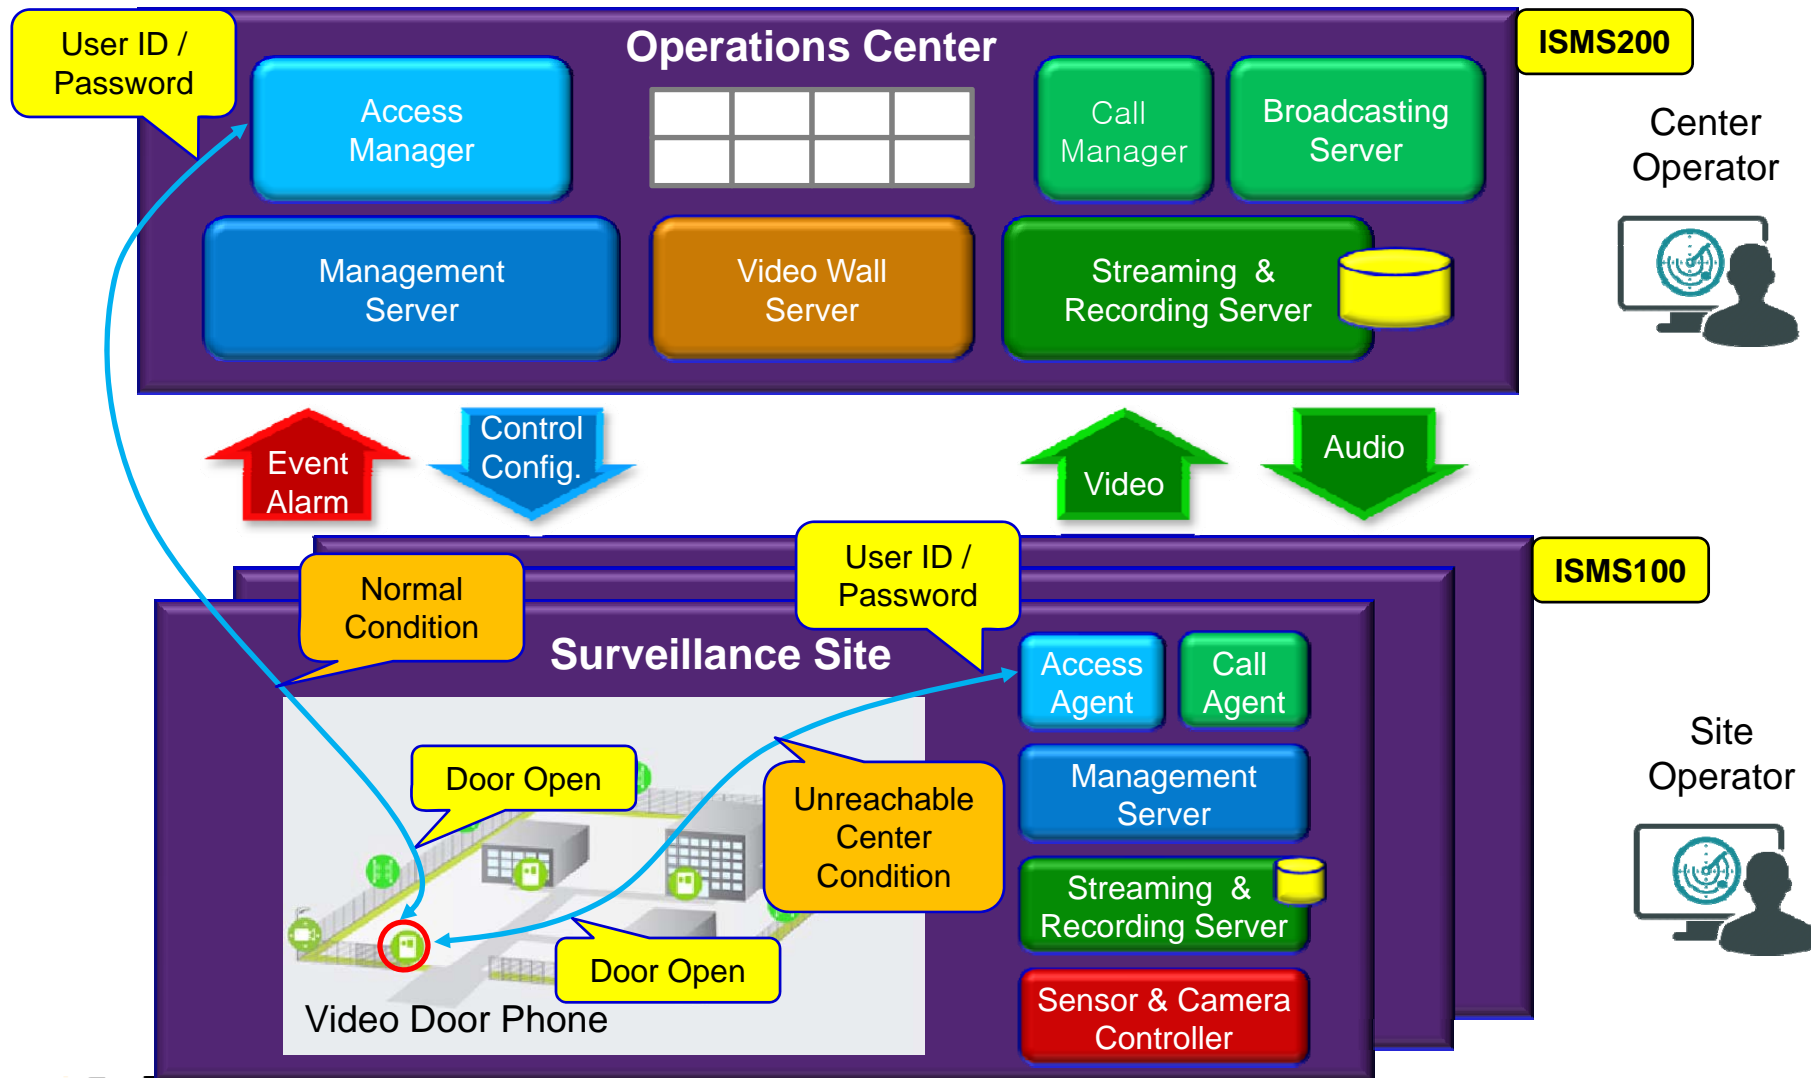 User ID /
Password
Operations Center
ISMS200
Access
Manager
Call
Manager
Broadcasting
Server
Center
Operator
Management
Server
Video Wall
Server
Streaming &
Recording Server
Event
Alarm
Control
Config.
Video
Audio
User ID /
Password
ISMS100
Normal
Condition
Surveillance Site
Access
Agent
Call
Agent
Door Open
Unreachable
Center
Condition
Management
Server
Site
Operator
Streaming &
Recording Server
Door Open
Video Door Phone
Sensor & Camera
Controller